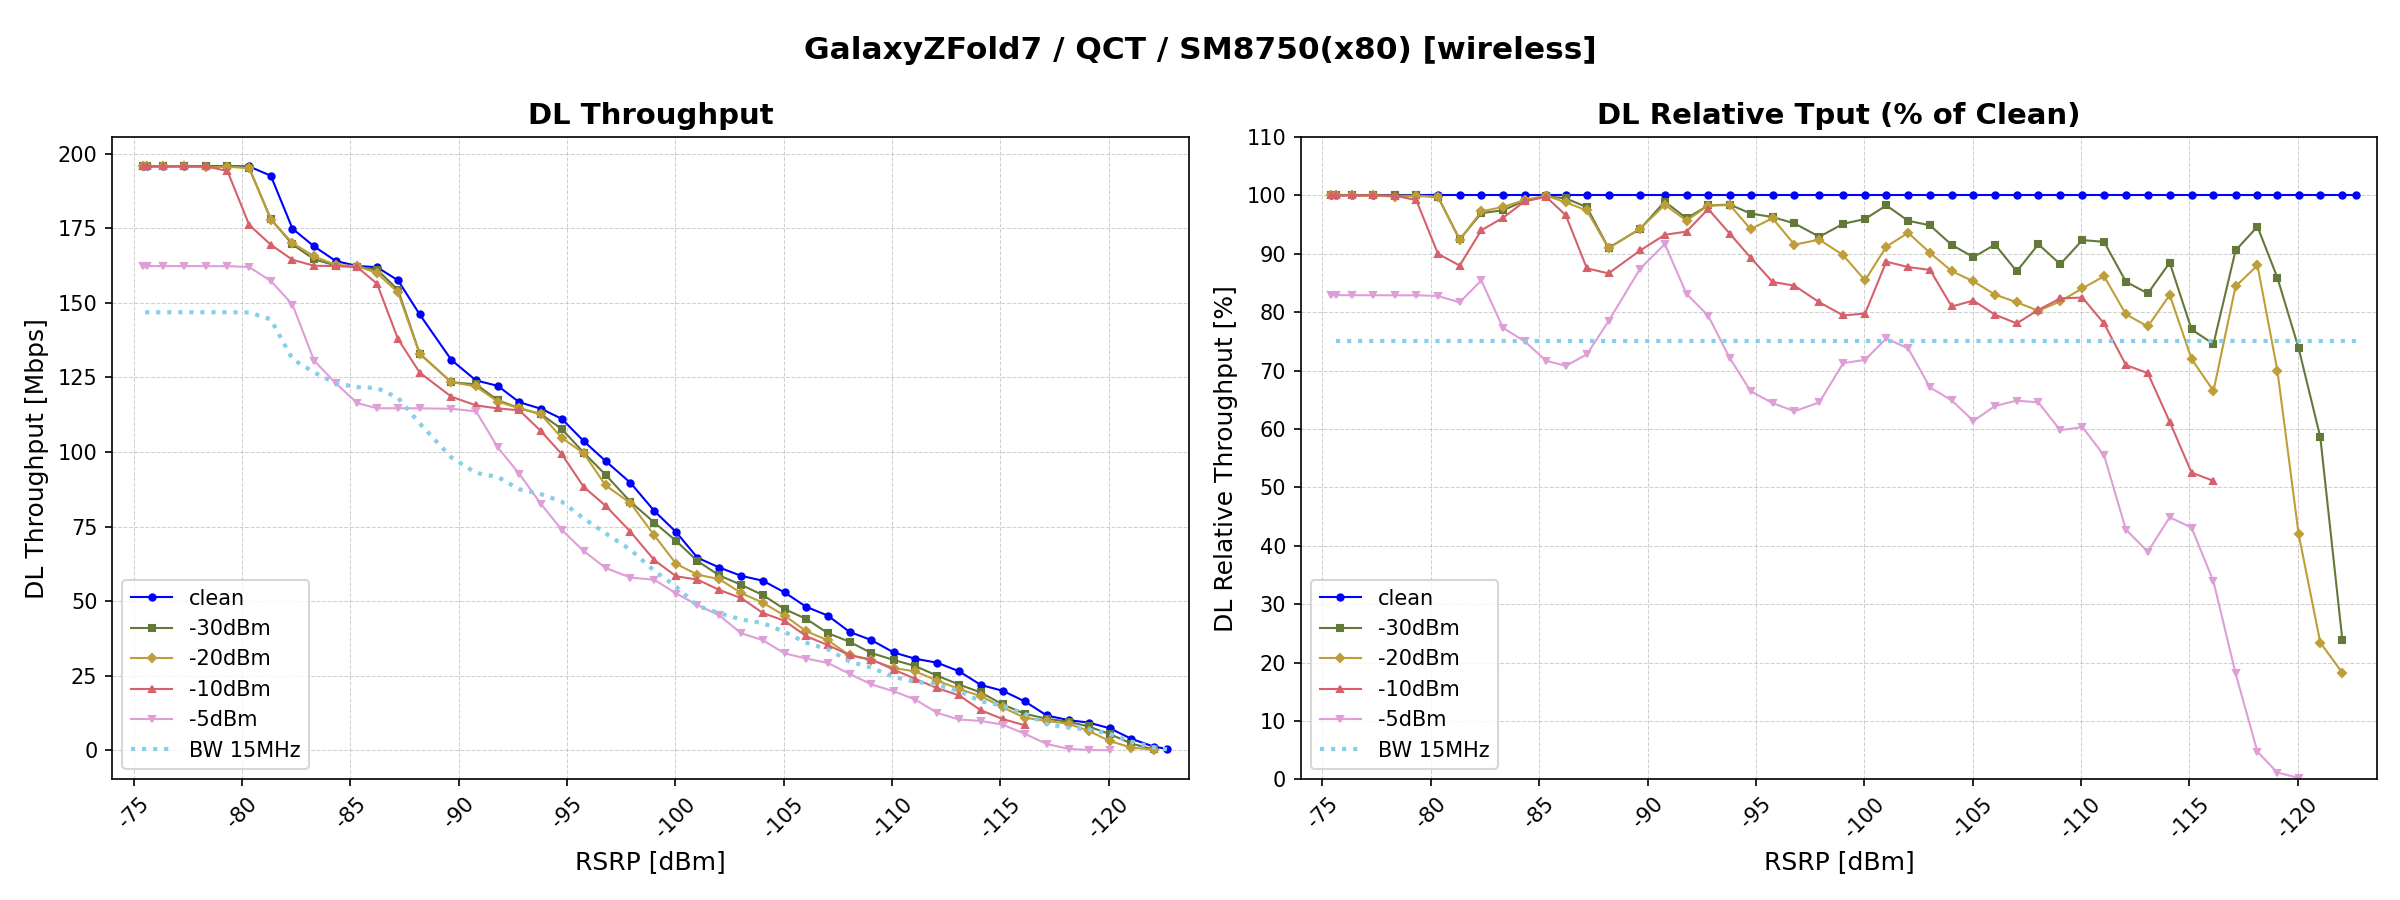 GalaxyZFold7 / QCT / SM8750(x80) [wireless]
DL Throughput
DL Throughput [Mbps]
200
175
150
125
100
75
50
25
0
clean
-30dBm
-20dBm
-10dBm
-5dBm
BW 15MHz
-75
-80
-85
-90
-95
-100
-105
-110
-115
-120
RSRP [dBm]
DL Relative Tput (% of Clean)
DL Relative Throughput [%]
110
100
90
80
70
60
50
40
30
20
10
0
clean
-30dBm
-20dBm
-10dBm
-5dBm
BW 15MHz
-75
-80
-85
-90
-95
-100
-105
-110
-115
-120
RSRP [dBm]